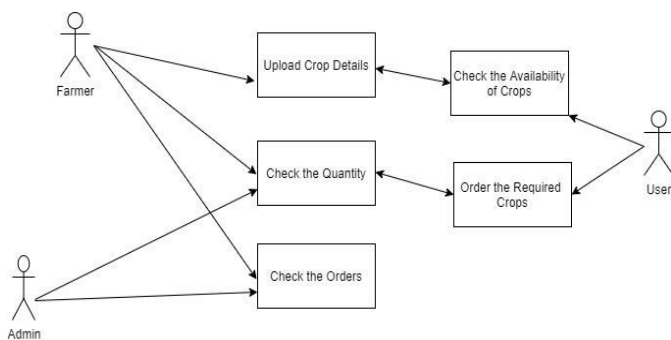 Farmer
Upload Crop Details
Check the Availability
of Crops
Check the Quantity
Order the Required
Crops
User
Check the Orders
Admin